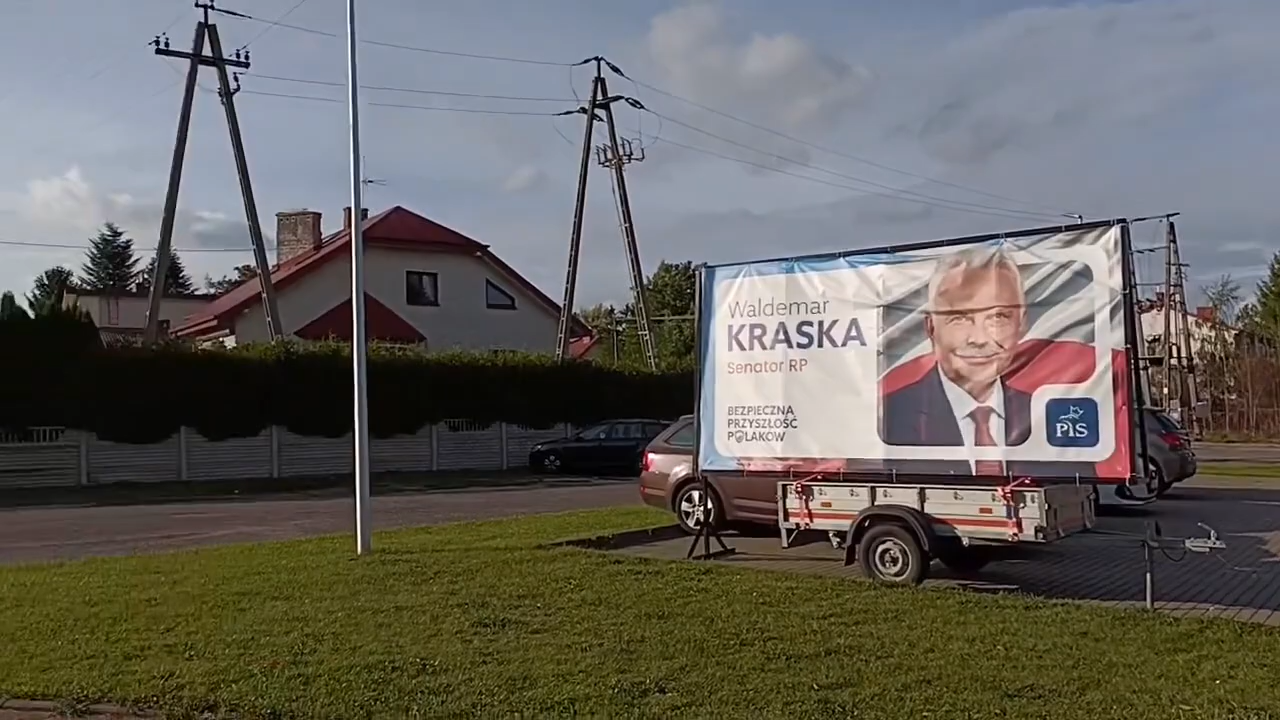 Waldemar
KRASKA
Senator RP
BEZPIECZNA
PRZYSZŁOŚĆ
POLAKÓW
PiS